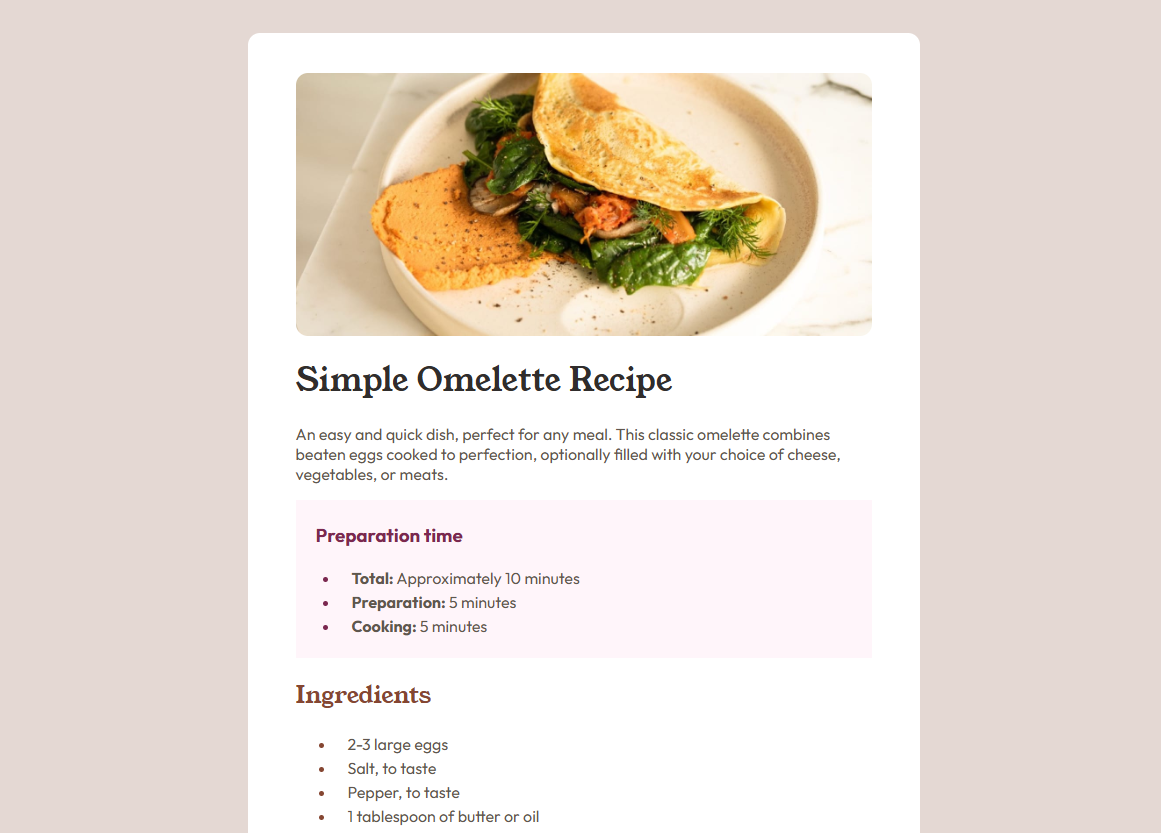 Simple Omelette Recipe
An easy and quick dish, perfect for any meal. This classic omelette combines
beaten eggs cooked to perfection, optionally filled with your choice of cheese,
vegetables, or meats.
Preparation time
• Total: Approximately 10 minutes
• Preparation: 5 minutes
• Cooking: 5 minutes
Ingredients
• 2-3 large eggs
• Salt, to taste
• Pepper, to taste
• 1 tablespoon of butter or oil